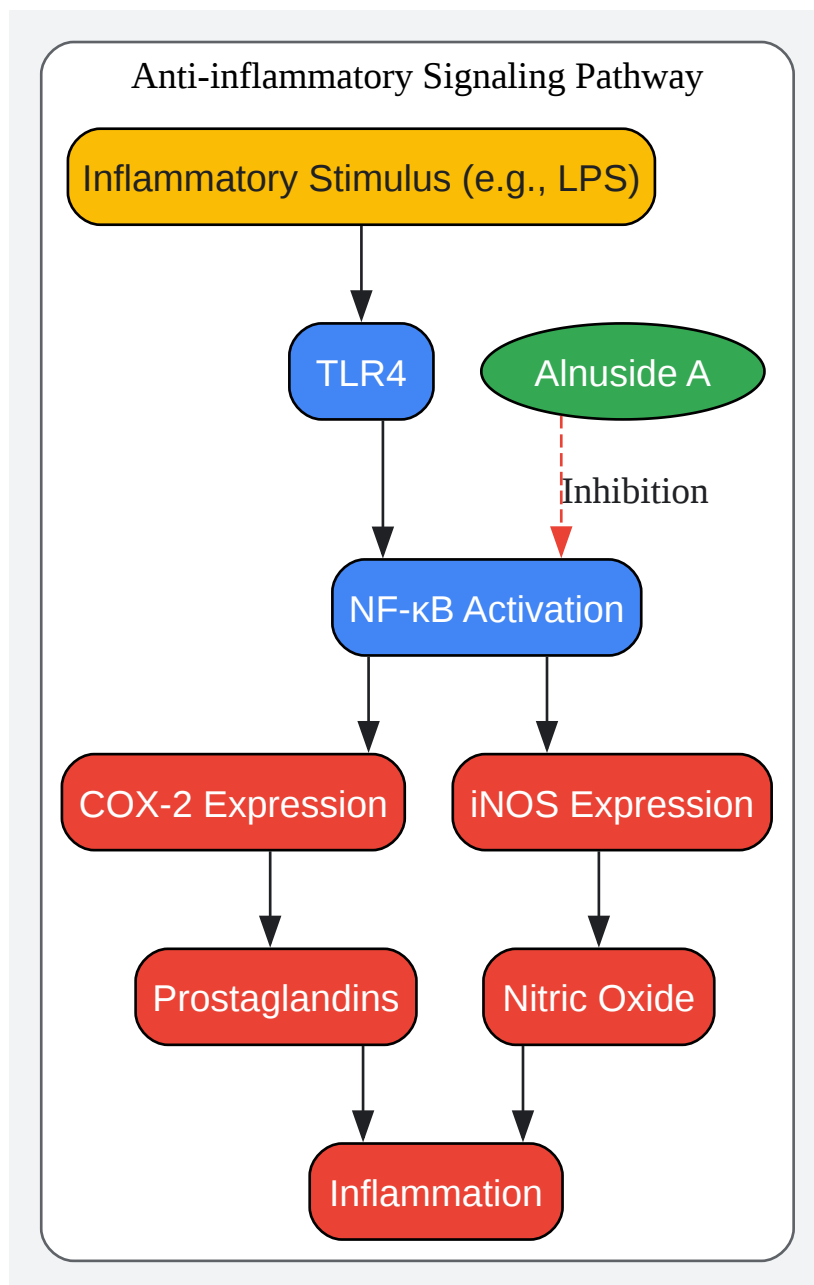 Anti-inflammatory Signaling Pathway
Inflammatory Stimulus (e.g., LPS)
TLR4
Alnuside A
Inhibition
NF-κB Activation
COX-2 Expression
iNOS Expression
Prostaglandins
Nitric Oxide
Inflammation